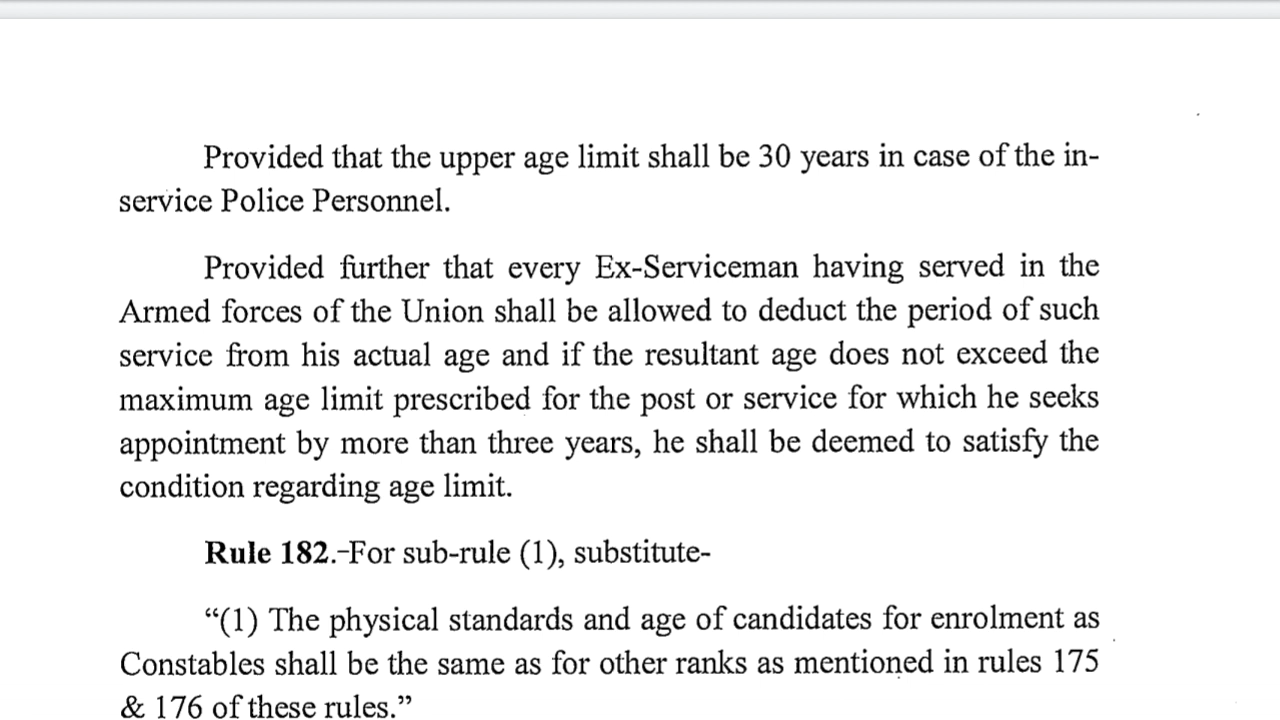 Provided that the upper age limit shall be 30 years in case of the in-
service Police Personnel.
Provided further that every Ex-Serviceman having served in the
Armed forces of the Union shall be allowed to deduct the period of such
service from his actual age and if the resultant age does not exceed the
maximum age limit prescribed for the post or service for which he seeks
appointment by more than three years, he shall be deemed to satisfy the
condition regarding age limit.
Rule 182.-For sub-rule (1), substitute-
“(1) The physical standards and age of candidates for enrolment as
Constables shall be the same as for other ranks as mentioned in rules 175
& 176 of these rules.”